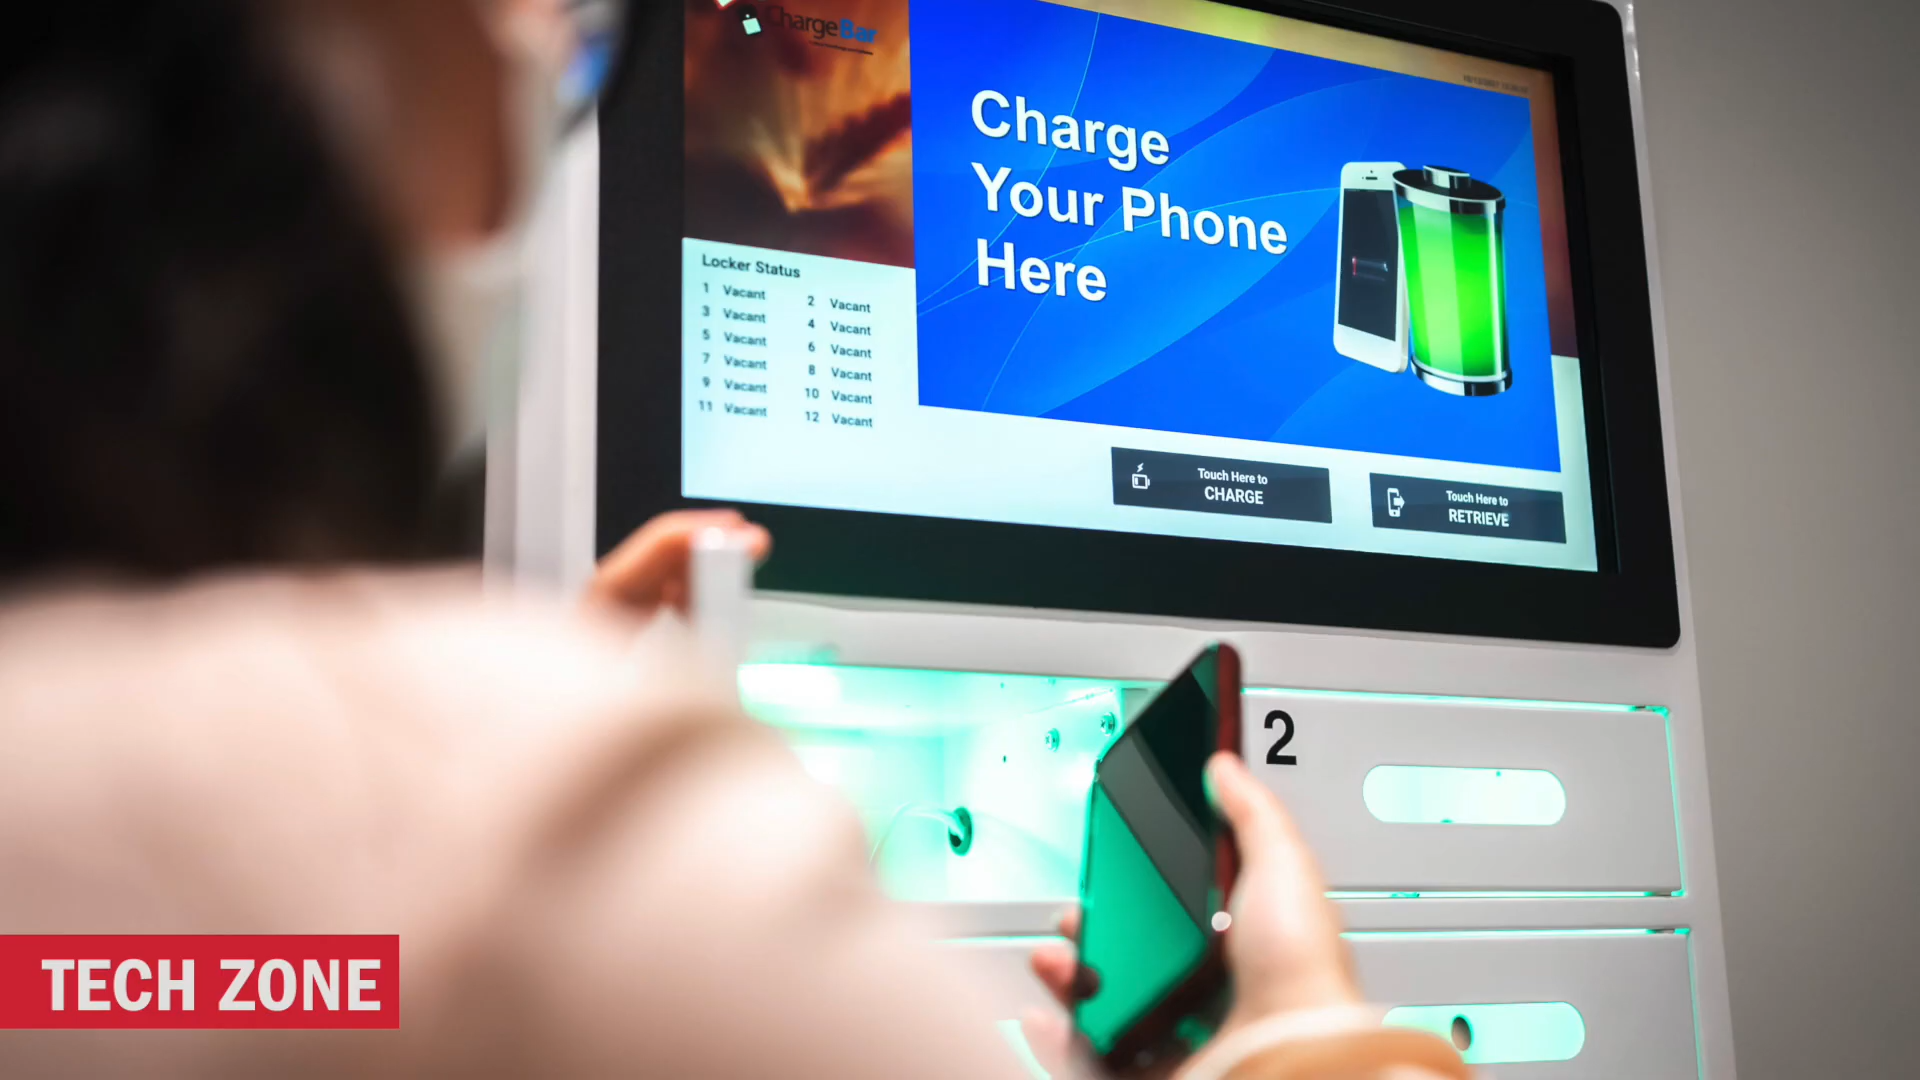 ChargeBar
Charge
Your Phone
Here
Locker Status
1 Vacant 2 Vacant
3 Vacant 4 Vacant
5 Vacant 6 Vacant
7 Vacant 8 Vacant
9 Vacant 10 Vacant
11 Vacant 12 Vacant
Touch Here to
CHARGE
Touch Here to
RETRIEVE
2
TECH ZONE